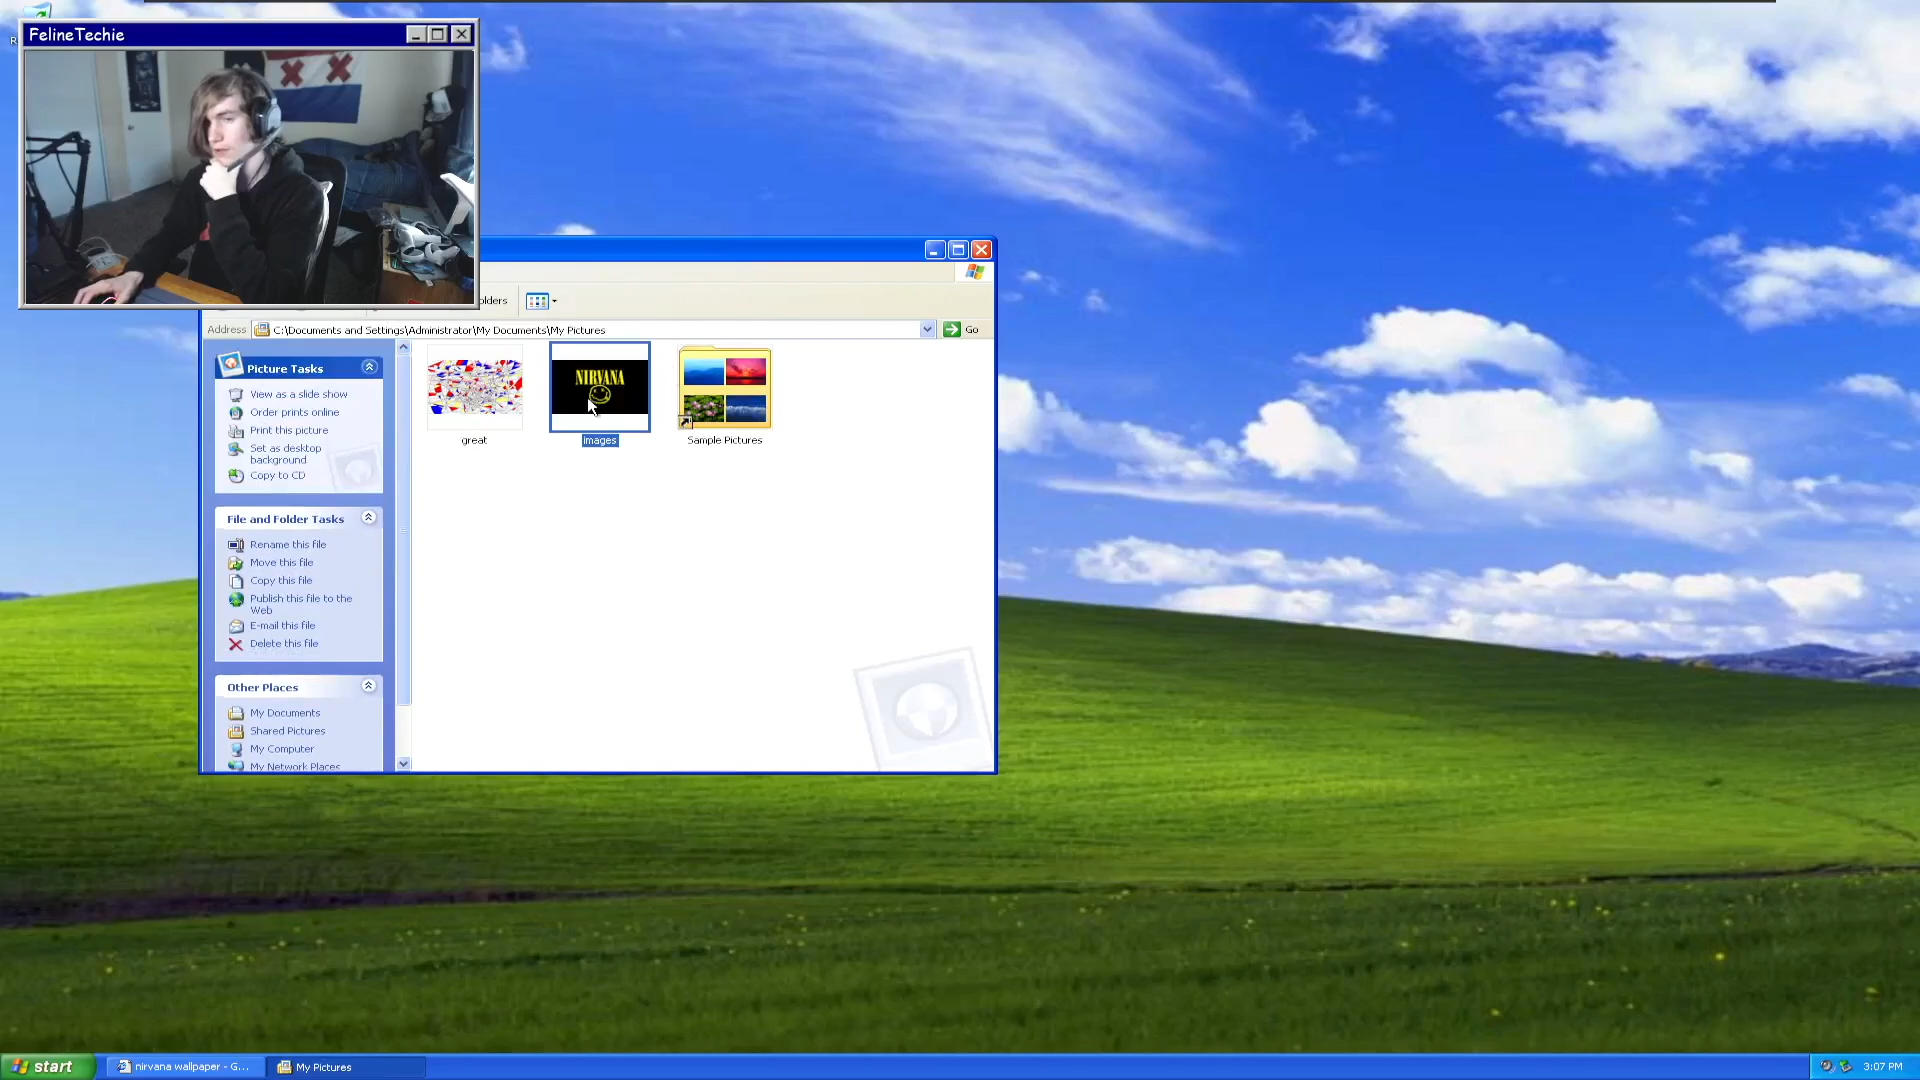 FelineTechie
olders
Address C:\Documents and Settings\Administrator\My Documents\My Pictures Go
Picture Tasks
View as a slide show
Order prints online
Print this picture
Set as desktop
background
Copy to CD
File and Folder Tasks
Rename this file
Move this file
Copy this file
Publish this file to the
Web
E-mail this file
Delete this file
Other Places
My Documents
Shared Pictures
My Computer
My Network Places
NIRVANA
great
images
Sample Pictures
start
nirvana wallpaper - G...
My Pictures
3:07 PM